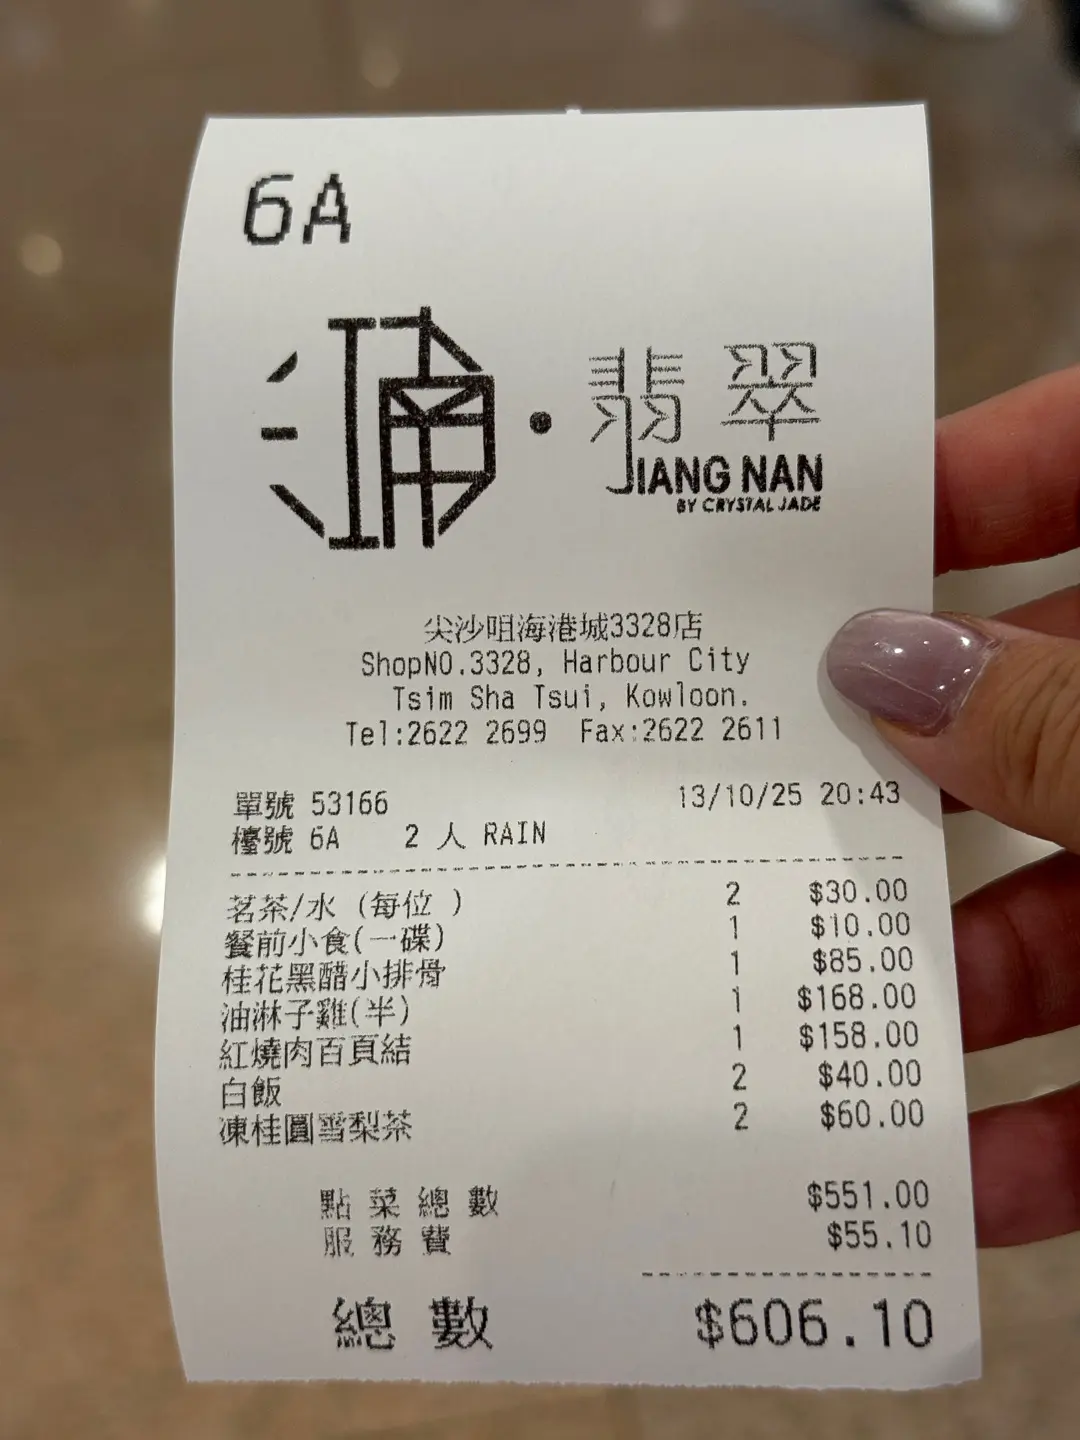 6A
江南·翡翠
JIANG NAN
BY CRYSTAL JADE
尖沙咀海港城3328店
ShopNO.3328, Harbour City
Tsim Sha Tsui, Kowloon.
Tel:2622 2699 Fax:2622 2611
單號 53166 13/10/25 20:43
檯號 6A 2 人 RAIN
茗茶/水 (每位 ) 2 $30.00
餐前小食(一碟) 1 $10.00
桂花黑醋小排骨 1 $85.00
油淋子雞(半) 1 $168.00
紅燒肉百頁結 1 $158.00
白飯 2 $40.00
凍桂圓雪梨茶 2 $60.00
點菜總數 $551.00
服務費 $55.10
總數 $606.10